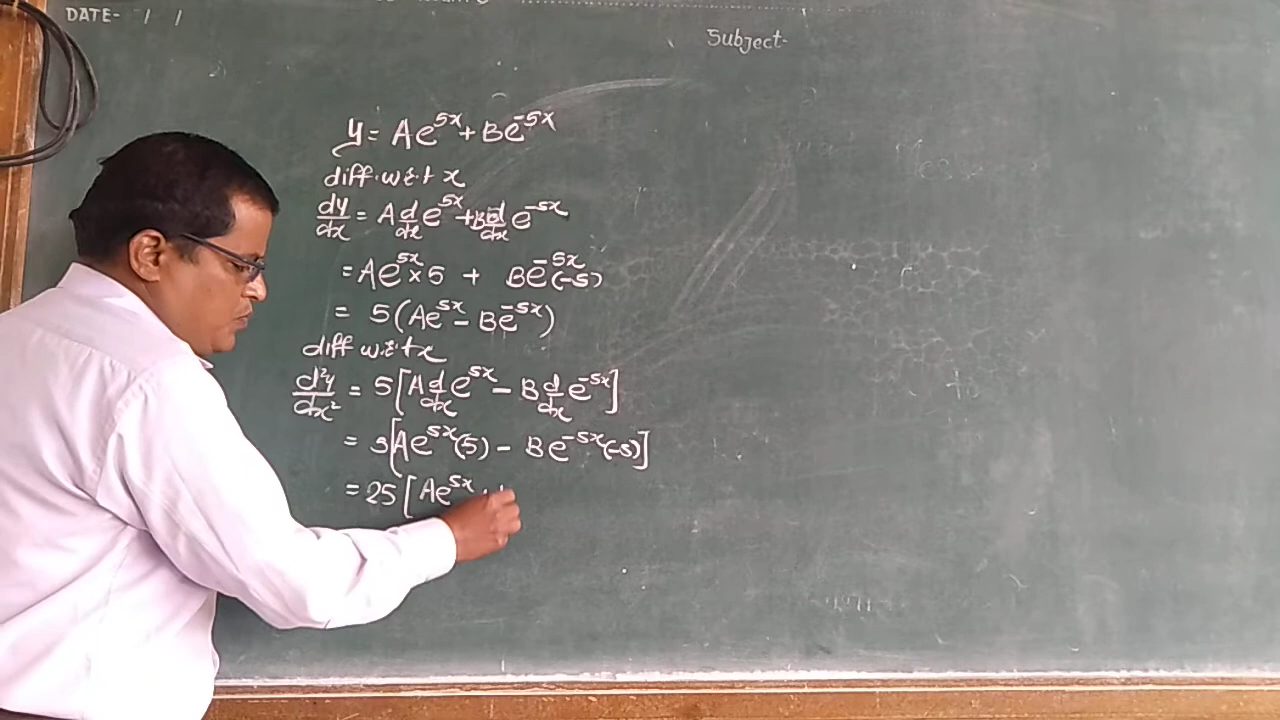 DATE- / /
Subject-
y = Ae^{5x} + Be^{-5x}
diff. w.r.t x
dy/dx = A d/dx e^{5x} + B d/dx e^{-5x}
= Ae^{5x} × 5 + Be^{-5x}(-5)
= 5(Ae^{5x} - Be^{-5x})
diff w.r.t x
d²y/dx² = 5[A d/dx e^{5x} - B d/dx e^{-5x}]
= 5[Ae^{5x}(5) - Be^{-5x}(-5)]
= 25[Ae^{5x}